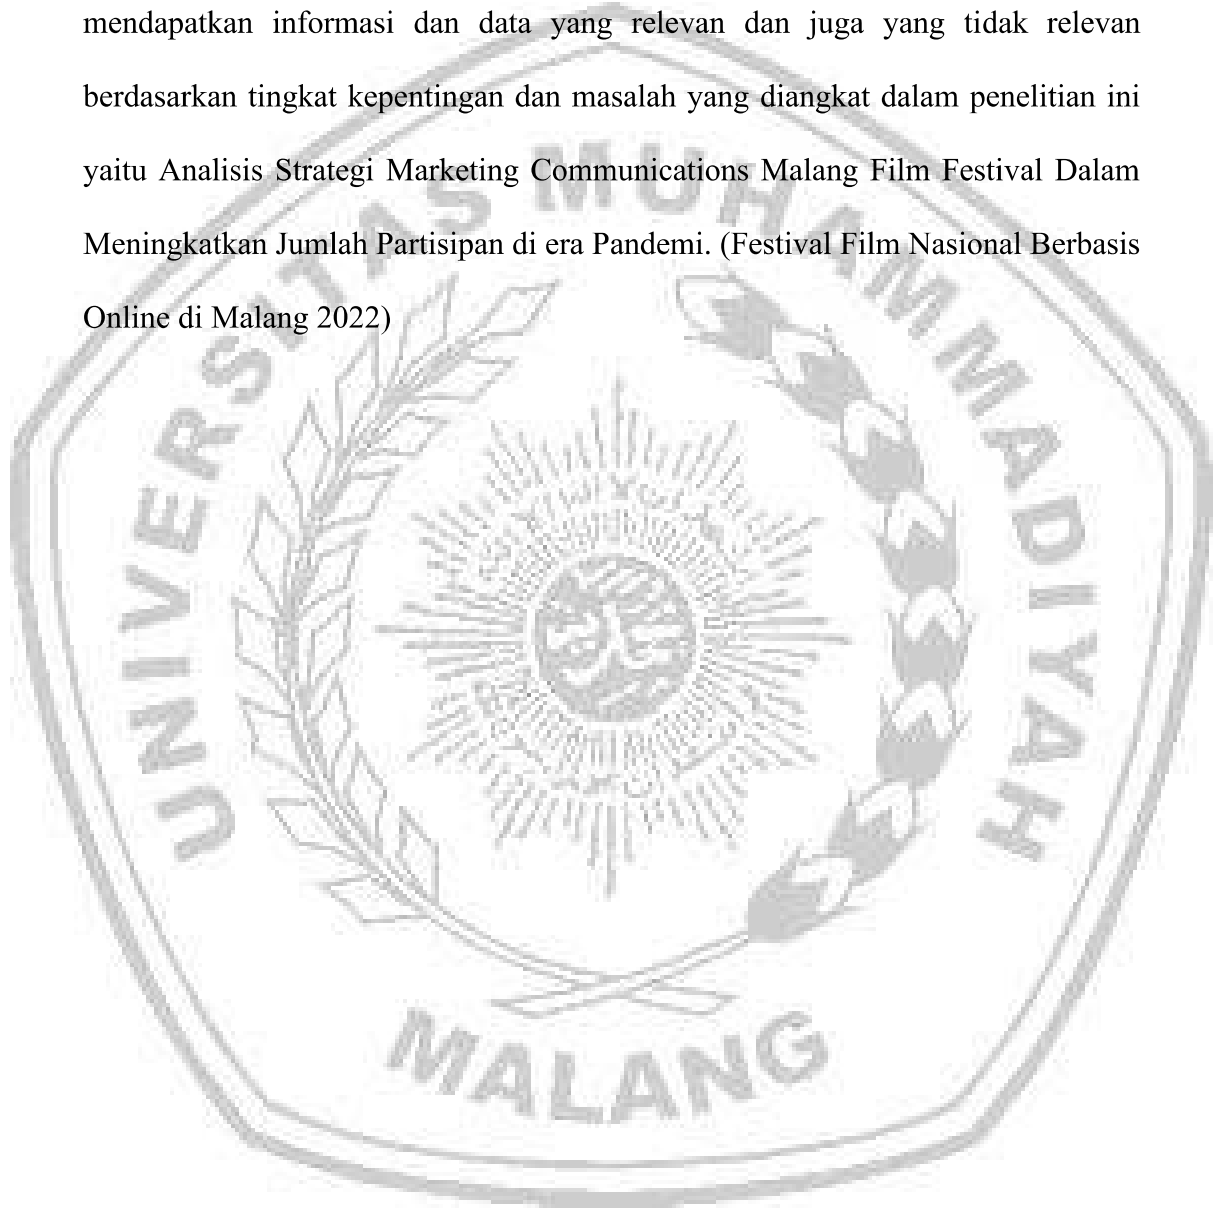 mendapatkan informasi dan data yang relevan dan juga yang tidak relevan
berdasarkan tingkat kepentingan dan masalah yang diangkat dalam penelitian ini
yaitu Analisis Strategi Marketing Communications Malang Film Festival Dalam
Meningkatkan Jumlah Partisipan di era Pandemi. (Festival Film Nasional Berbasis
Online di Malang 2022)
UNIVERSITAS MUHAMMADIYAH
MALANG